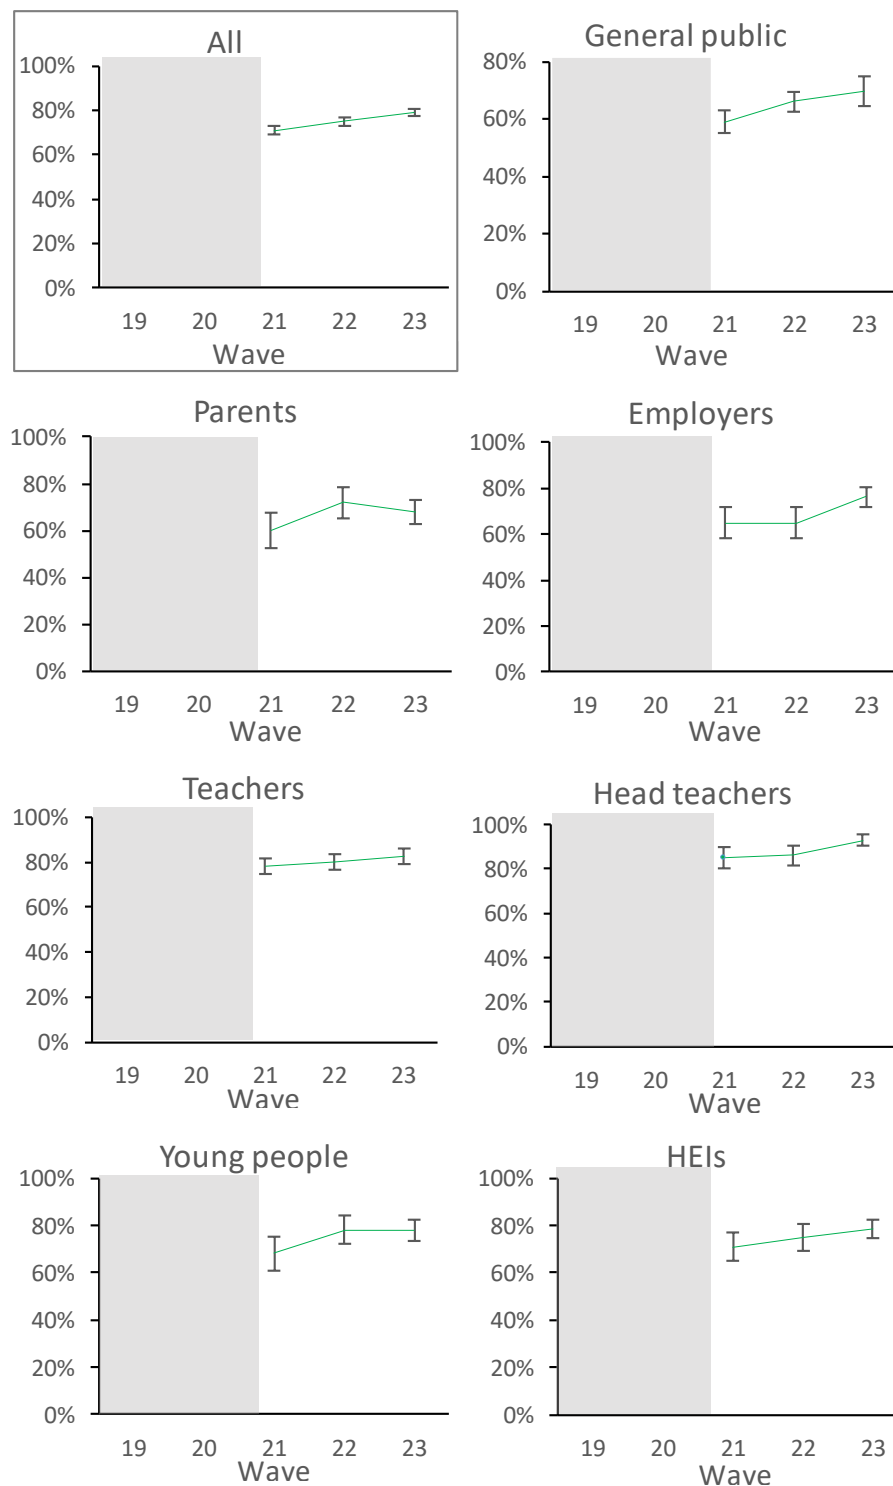 All
100%
80%
60%
40%
20%
0%
19 20 21 22 23
Wave
General public
80%
60%
40%
20%
0%
19 20 21 22 23
Wave
Parents
100%
80%
60%
40%
20%
0%
19 20 21 22 23
Wave
Employers
100%
80%
60%
40%
20%
0%
19 20 21 22 23
Wave
Teachers
100%
80%
60%
40%
20%
0%
19 20 21 22 23
Wave
Head teachers
100%
80%
60%
40%
20%
0%
19 20 21 22 23
Wave
Young people
100%
80%
60%
40%
20%
0%
19 20 21 22 23
Wave
HEIs
100%
80%
60%
40%
20%
0%
19 20 21 22 23
Wave